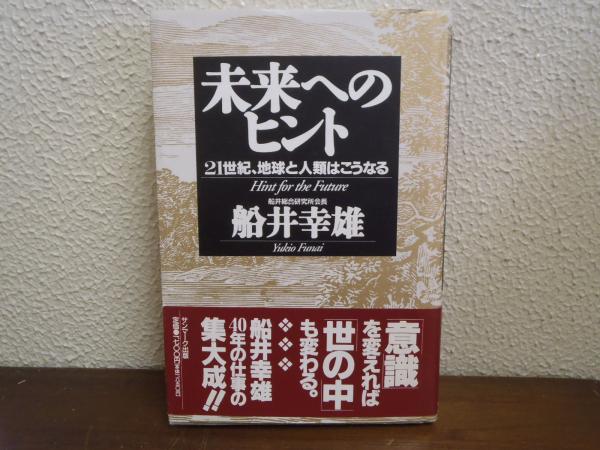 未来への
ヒント
21世紀、地球と人類はこうなる
Hint for the Future
船井総合研究所会長
船井幸雄
Yukio Funai
「意識」
を変えれば
「世の中」
も変わる。
❖❖❖
船井幸雄
40年の仕事の
集大成!!
サンマーク出版